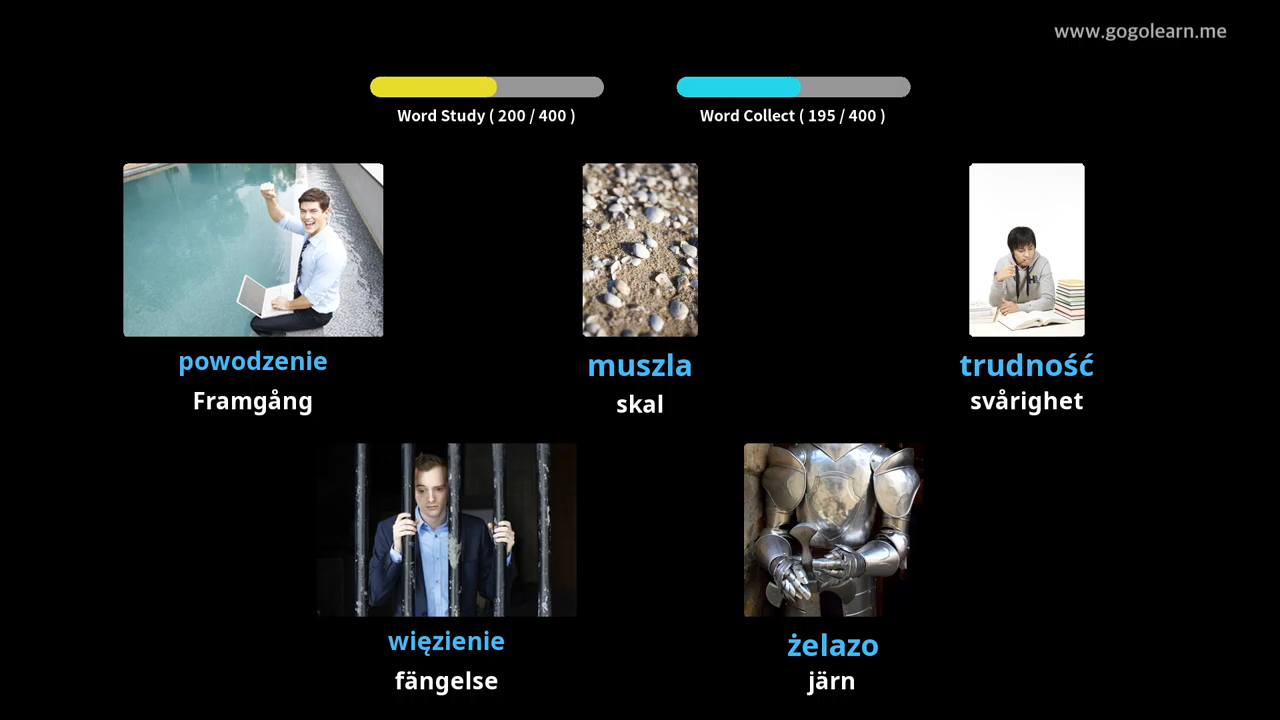 www.gogolearn.me
Word Study ( 200 / 400 )
Word Collect ( 195 / 400 )
powodzenie
Framgång
muszla
skal
trudność
svårighet
więzienie
fängelse
żelazo
järn